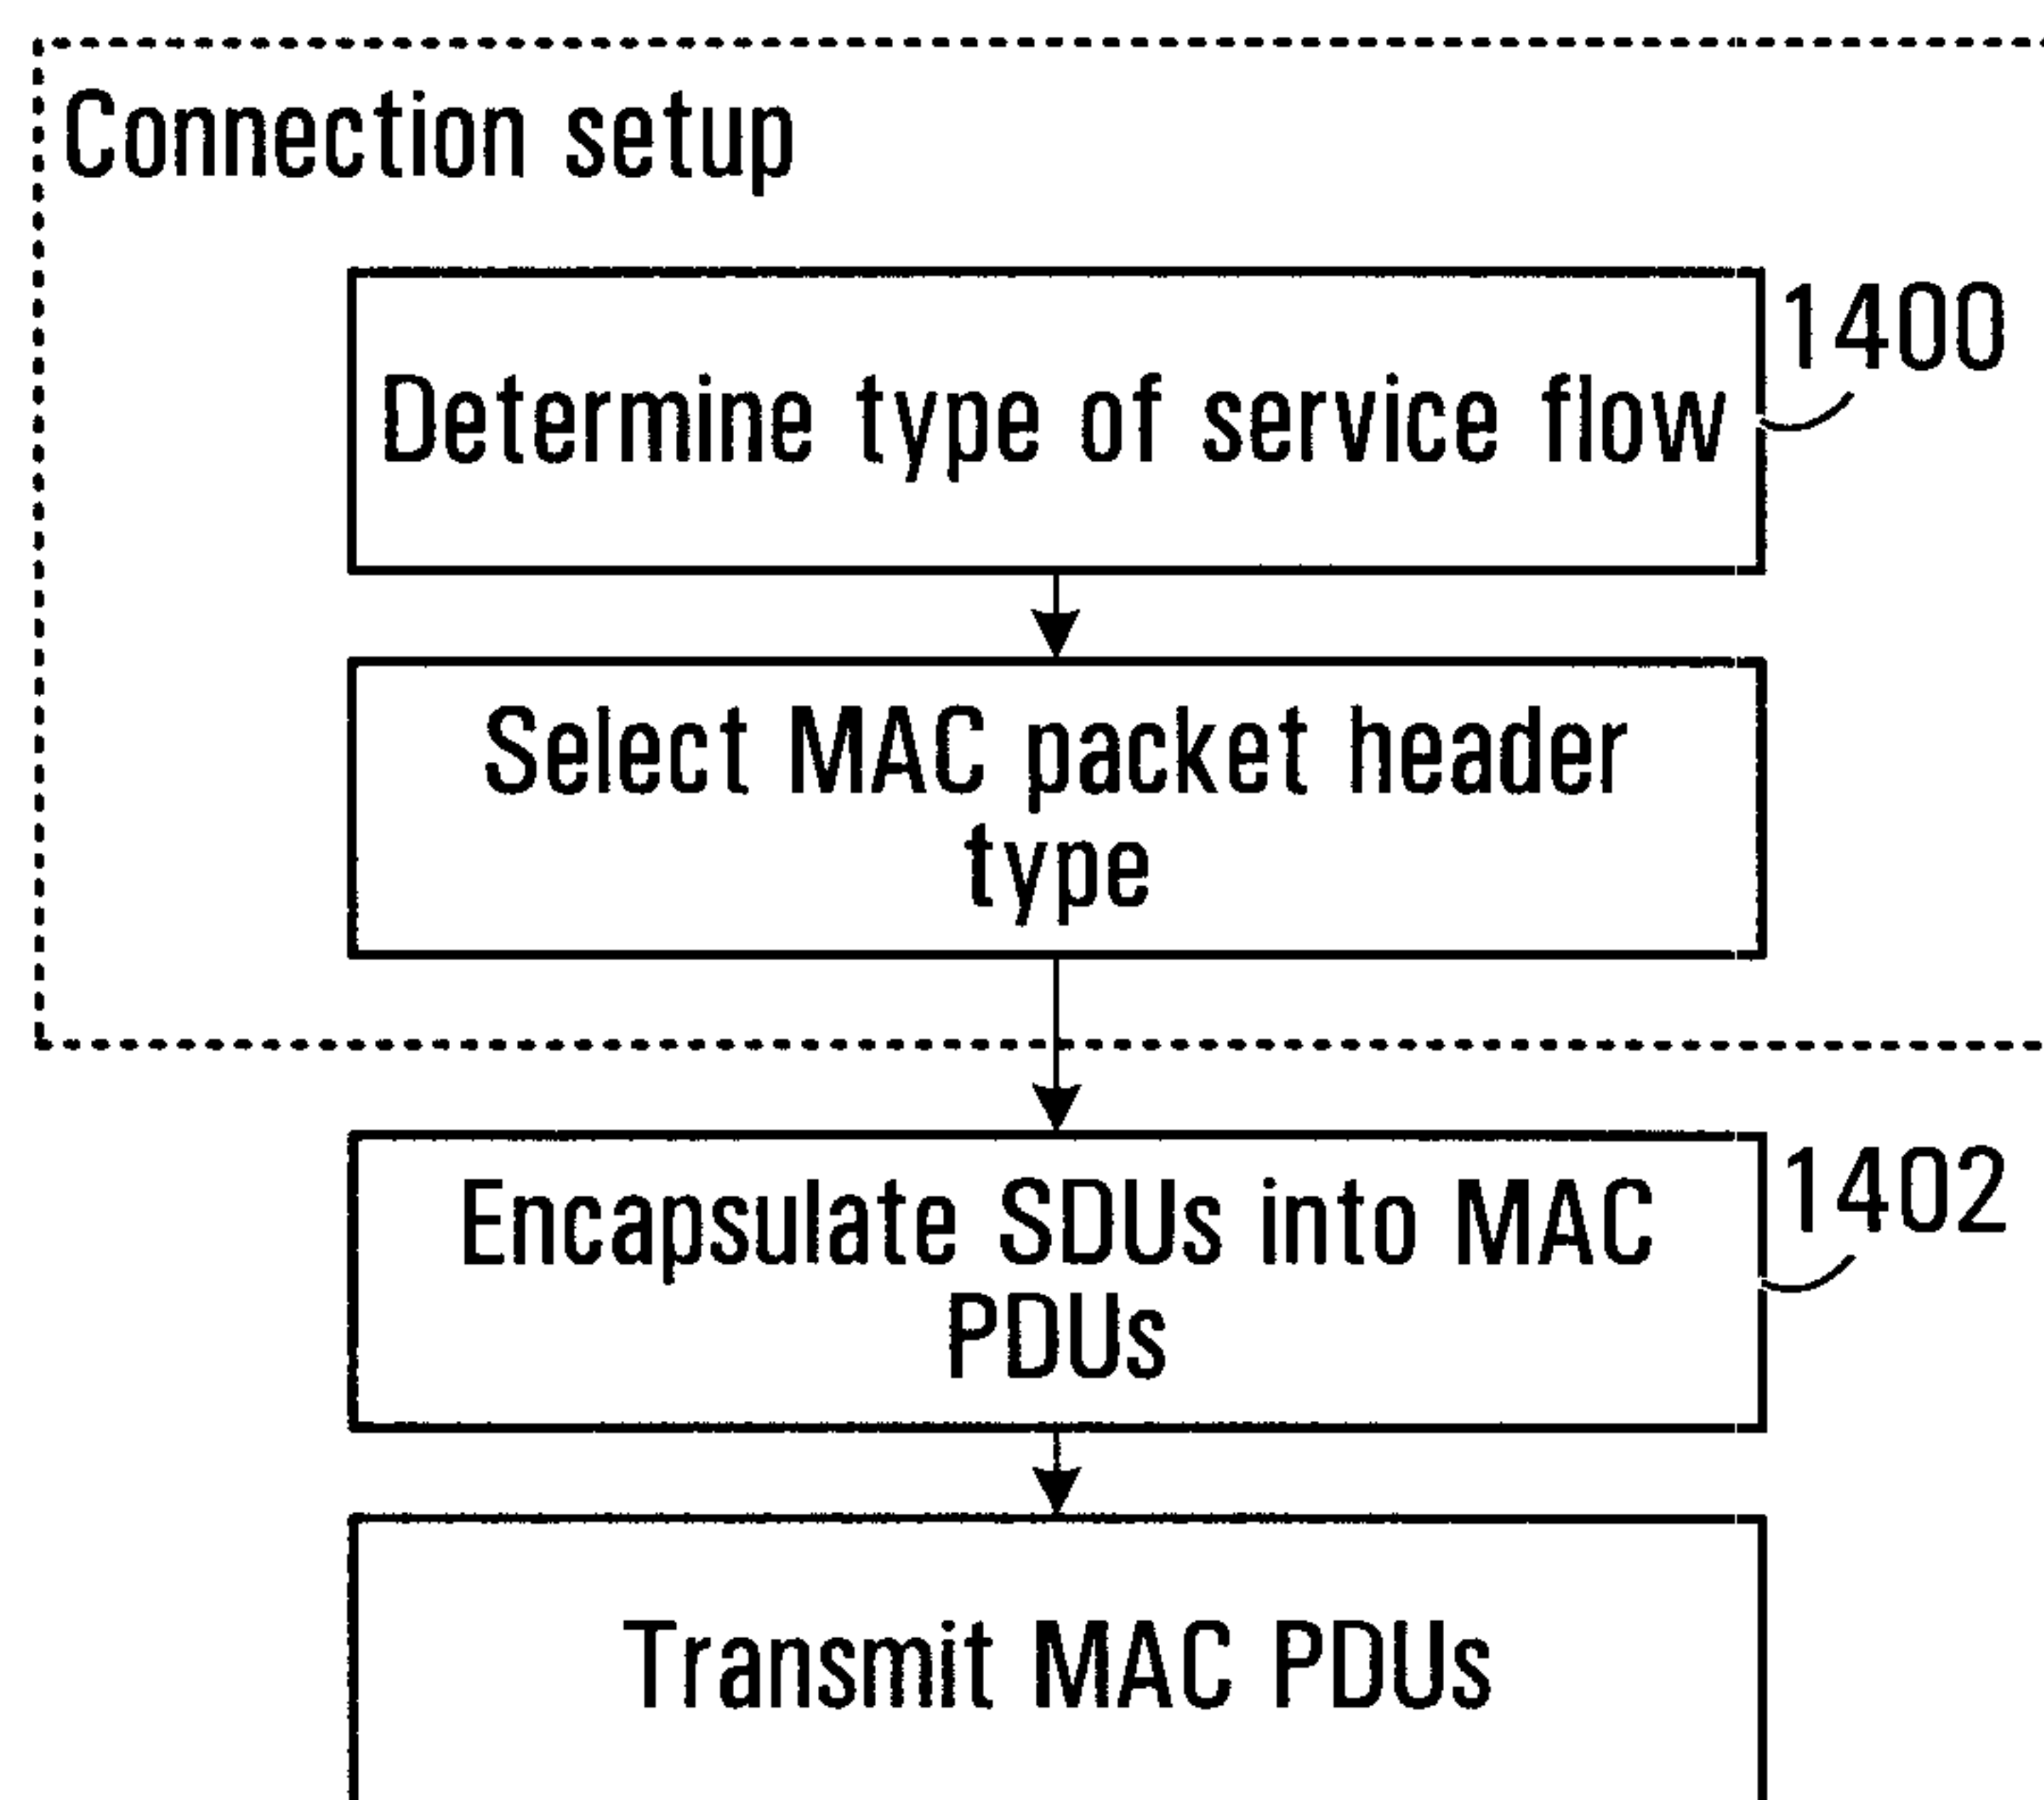 Connection setup
1400
Determine type of service flow
Select MAC packet header
type
1402
Encapsulate SDUs into MAC
PDUs
Transmit MAC PDUs